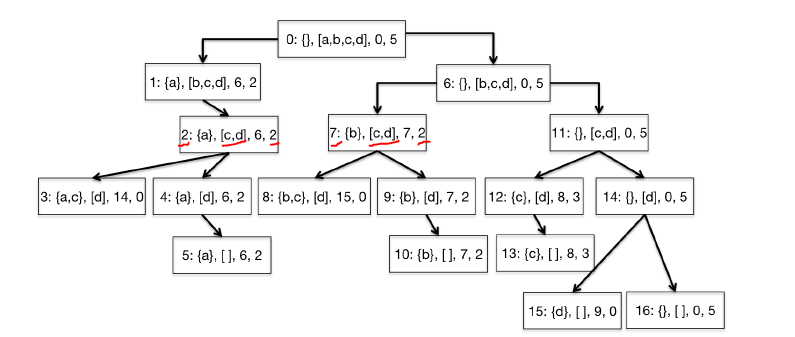 0: {}, [a,b,c,d], 0, 5
1: {a}, [b,c,d], 6, 2
6: {}, [b,c,d], 0, 5
2: {a}, [c,d], 6, 2
7: {b}, [c,d], 7, 2
11: {}, [c,d], 0, 5
3: {a,c}, [d], 14, 0
4: {a}, [d], 6, 2
8: {b,c}, [d], 15, 0
9: {b}, [d], 7, 2
12: {c}, [d], 8, 3
14: {}, [d], 0, 5
5: {a}, [ ], 6, 2
10: {b}, [ ], 7, 2
13: {c}, [ ], 8, 3
15: {d}, [ ], 9, 0
16: {}, [ ], 0, 5